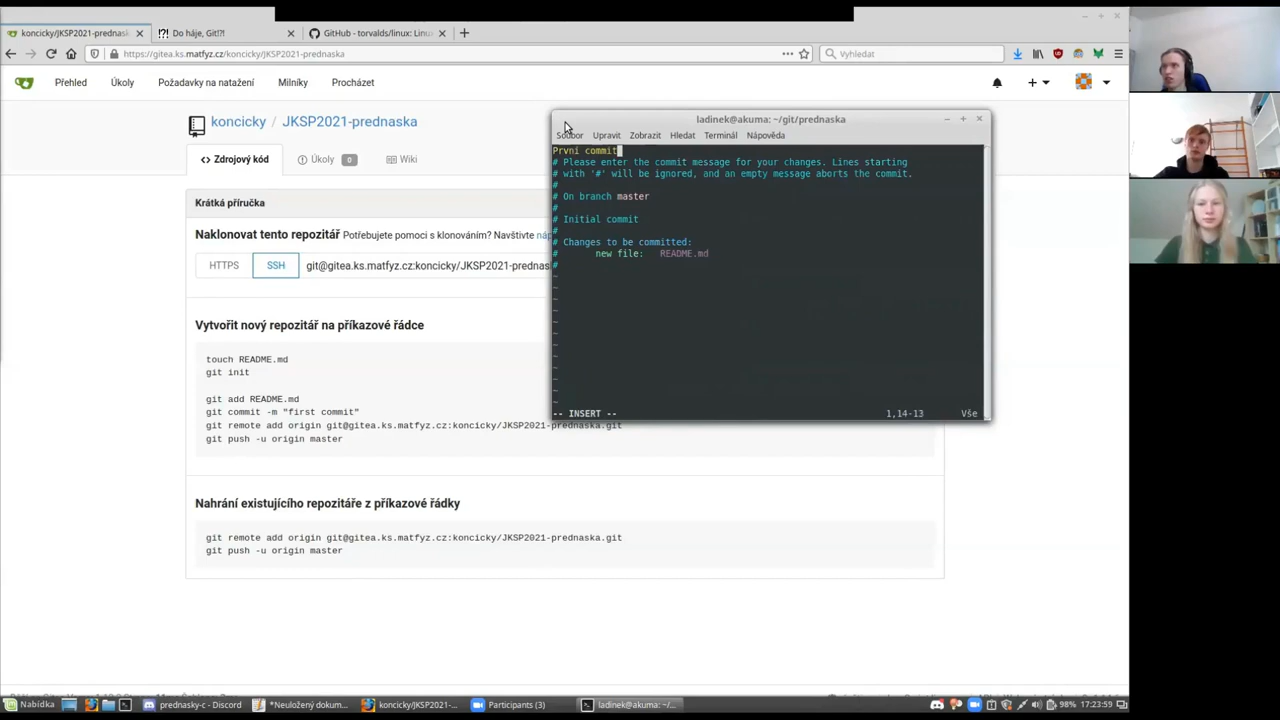 koncicky/JKSP2021-prednask
Do háje, Git!?!
GitHub - torvalds/linux: Linu
https://gitea.ks.matfyz.cz/koncicky/JKSP2021-prednaska
Vyhledat
Přehled
Úkoly
Požadavky na natažení
Milníky
Procházet
koncicky / JKSP2021-prednaska
Zdrojový kód
Úkoly 0
Wiki
Krátká příručka
Naklonovat tento repozitář Potřebujete pomoci s klonováním? Navštivte
HTTPS
SSH
git@gitea.ks.matfyz.cz:koncicky/JKSP2021-prednas
Vytvořit nový repozitář na příkazové řádce
touch README.md
git init
git add README.md
git commit -m "first commit"
git remote add origin git@gitea.ks.matfyz.cz:koncicky/JKSP2021-prednaska.git
git push -u origin master
Nahrání existujícího repozitáře z příkazové řádky
git remote add origin git@gitea.ks.matfyz.cz:koncicky/JKSP2021-prednaska.git
git push -u origin master
ladinek@akuma: ~/git/prednaska
Soubor Upravit Zobrazit Hledat Terminál Nápověda
Prvni commit
# Please enter the commit message for your changes. Lines starting
# with '#' will be ignored, and an empty message aborts the commit.
#
# On branch master
#
# Initial commit
#
# Changes to be committed:
# new file: README.md
#
~
~
~
~
~
~
~
~
~
~
~
~
-- INSERT --
1,14-13
Vše
Nabídka
prednasky-c - Discord
*Neuložený dokum...
koncicky/JKSP2021-...
Participants (3)
ladinek@akuma: ~/...
98%
17:23:59